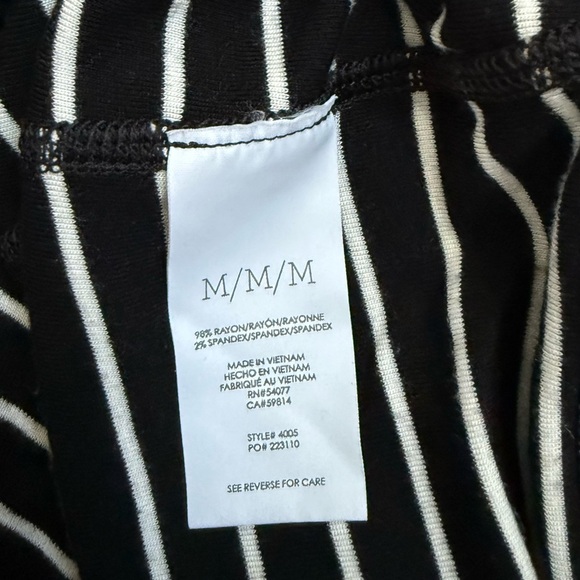 M/M/M
98% RAYON/RAYÓN/RAYONNE
2% SPANDEX/SPANDEX/SPANDEX
MADE IN VIETNAM
HECHO EN VIETNAM
FABRIQUÉ AU VIETNAM
RN#54077
CA#59814
STYLE# 4005
PO# 223110
SEE REVERSE FOR CARE